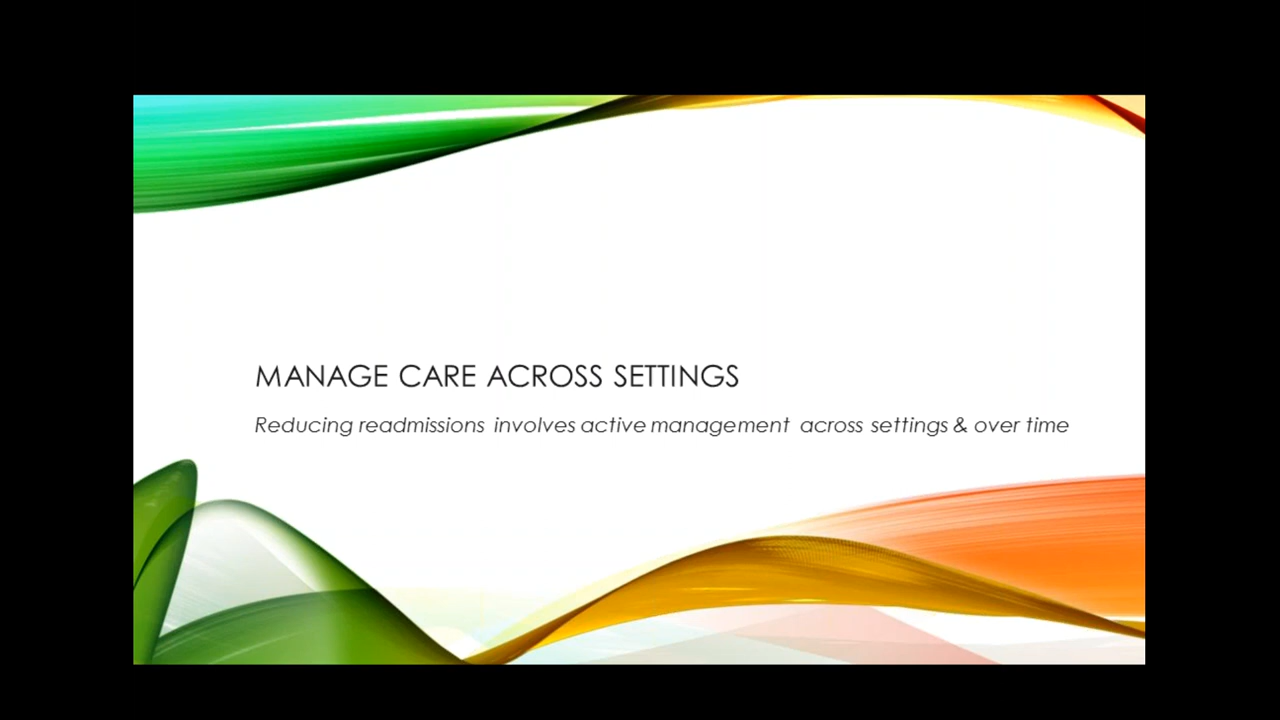 MANAGE CARE ACROSS SETTINGS
Reducing readmissions involves active management across settings & over time